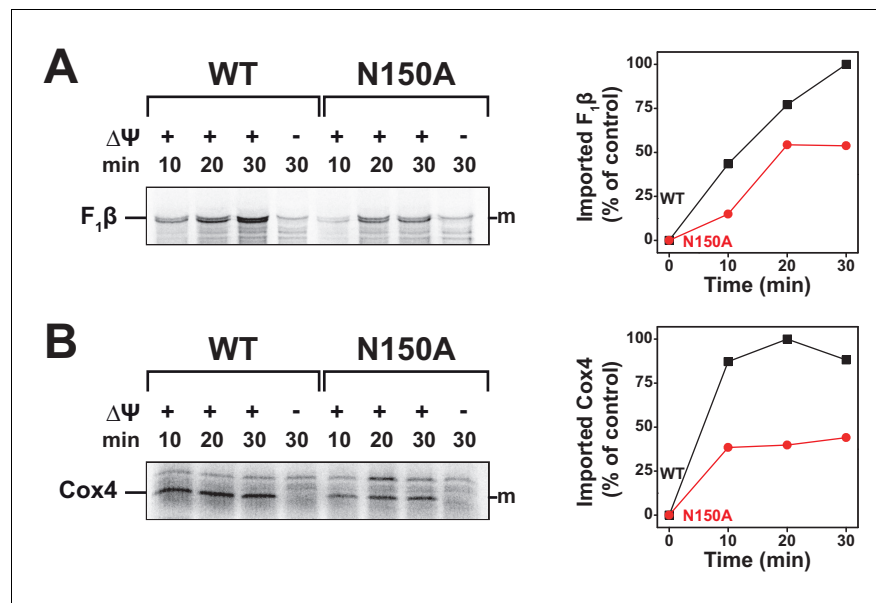 A
WT N150A
ΔΨ + + + - + + + -
min 10 20 30 30 10 20 30 30
F₁β m
Imported F₁β
(% of control)
100
75
50
25
0
WT
N150A
0 10 20 30
Time (min)
B
WT N150A
ΔΨ + + + - + + + -
min 10 20 30 30 10 20 30 30
Cox4 m
Imported Cox4
(% of control)
100
75
50
25
0
WT
N150A
0 10 20 30
Time (min)